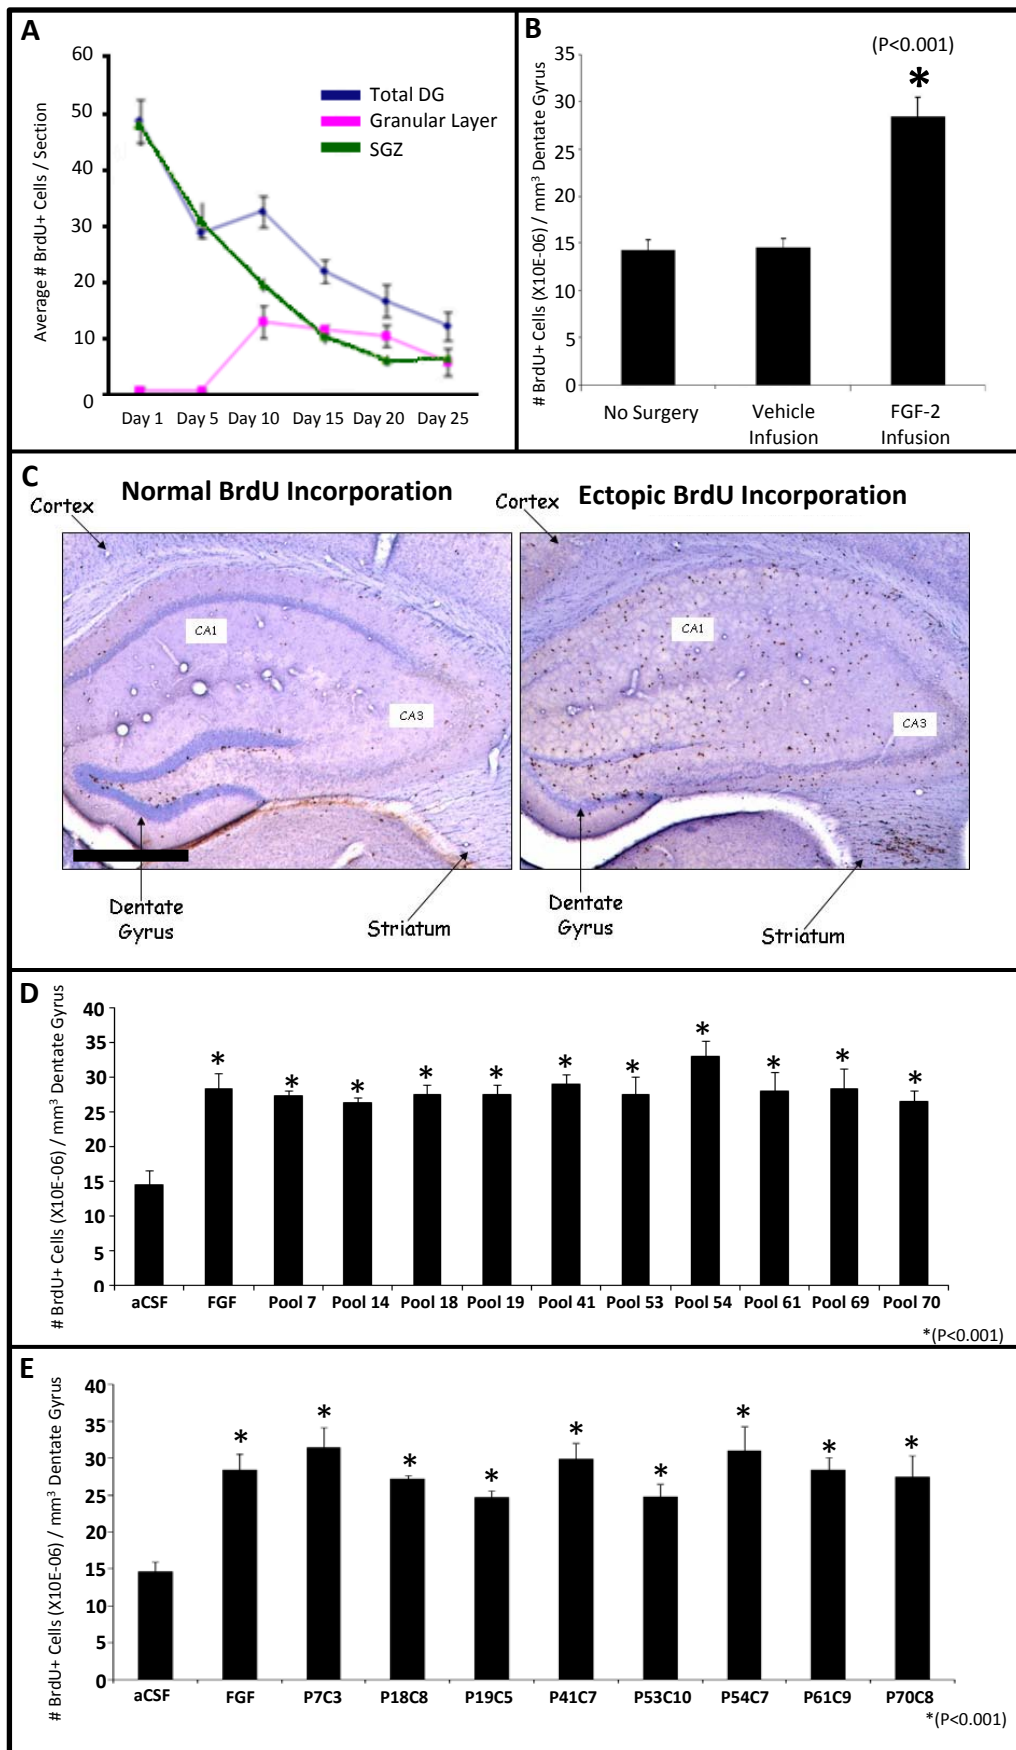 A
60
50
40
30
20
10
0
Average # BrdU+ Cells / Section
Total DG
Granular Layer
SGZ
Day 1 Day 5 Day 10 Day 15 Day 20 Day 25
B
(P<0.001)
*
# BrdU+ Cells (X10E-06) / mm³ Dentate Gyrus
35
30
25
20
15
10
5
0
No Surgery
Vehicle
Infusion
FGF-2
Infusion
C
Normal BrdU Incorporation
Cortex
CA1
CA3
Dentate
Gyrus
Striatum
Ectopic BrdU Incorporation
Cortex
CA1
CA3
Dentate
Gyrus
Striatum
D
# BrdU+ Cells (X10E-06) / mm³ Dentate Gyrus
40
35
30
25
20
15
10
5
0
* * * * * * * * * *
aCSF FGF Pool 7 Pool 14 Pool 18 Pool 19 Pool 41 Pool 53 Pool 54 Pool 61 Pool 69 Pool 70
*(P<0.001)
E
# BrdU+ Cells (X10E-06) / mm³ Dentate Gyrus
40
35
30
25
20
15
10
5
0
* * * * * * * * *
aCSF FGF P7C3 P18C8 P19C5 P41C7 P53C10 P54C7 P61C9 P70C8
*(P<0.001)